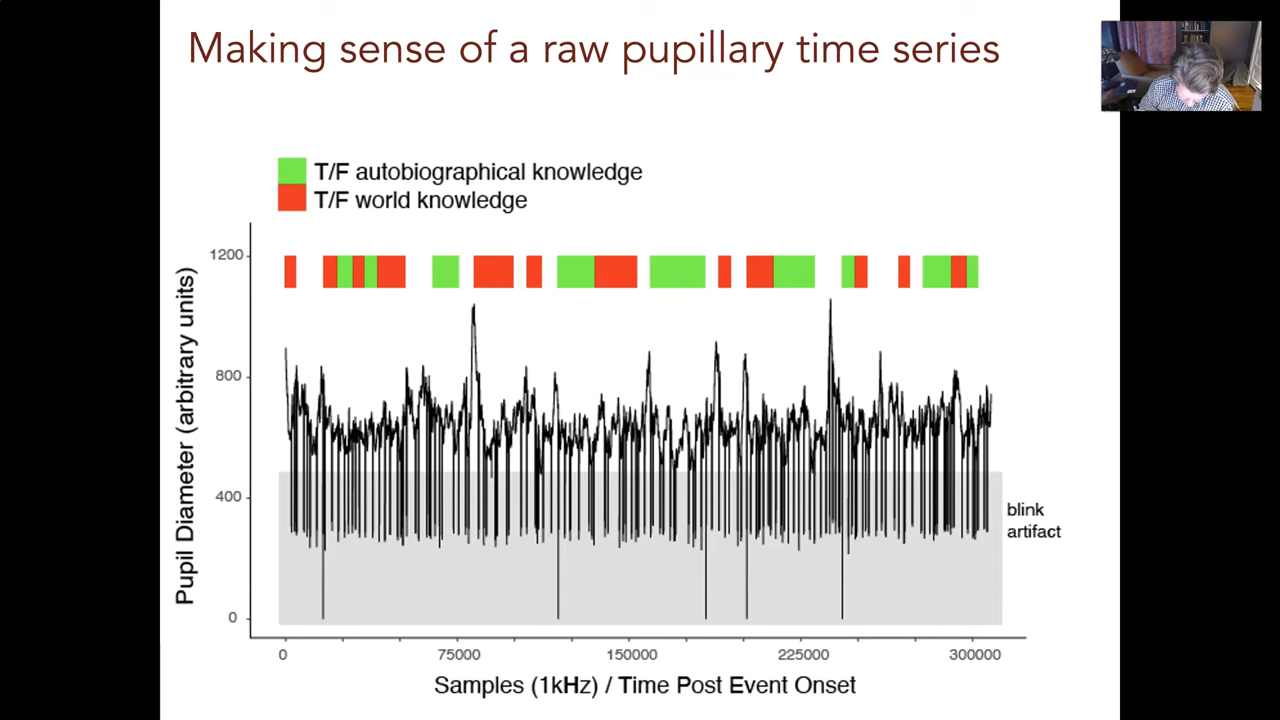 Making sense of a raw pupillary time series
T/F autobiographical knowledge
T/F world knowledge
Pupil Diameter (arbitrary units)
1200
800
400
0
blink
artifact
0 75000 150000 225000 300000
Samples (1kHz) / Time Post Event Onset